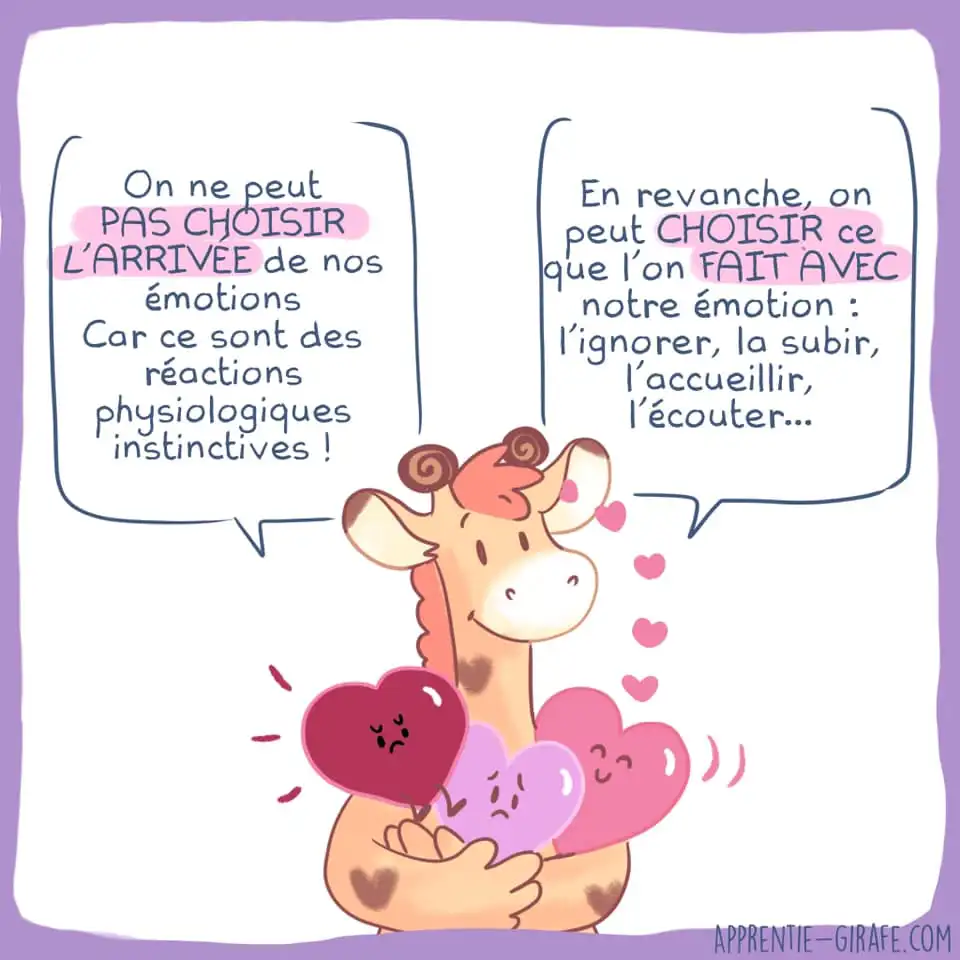 On ne peut
PAS CHOISIR
L'ARRIVÉE de nos
émotions
Car ce sont des
réactions
physiologiques
instinctives !
En revanche, on
peut CHOISIR ce
que l'on FAIT AVEC
notre émotion :
l'ignorer, la subir,
l'accueillir,
l'écouter...
APPRENTIE-GIRAFE.COM